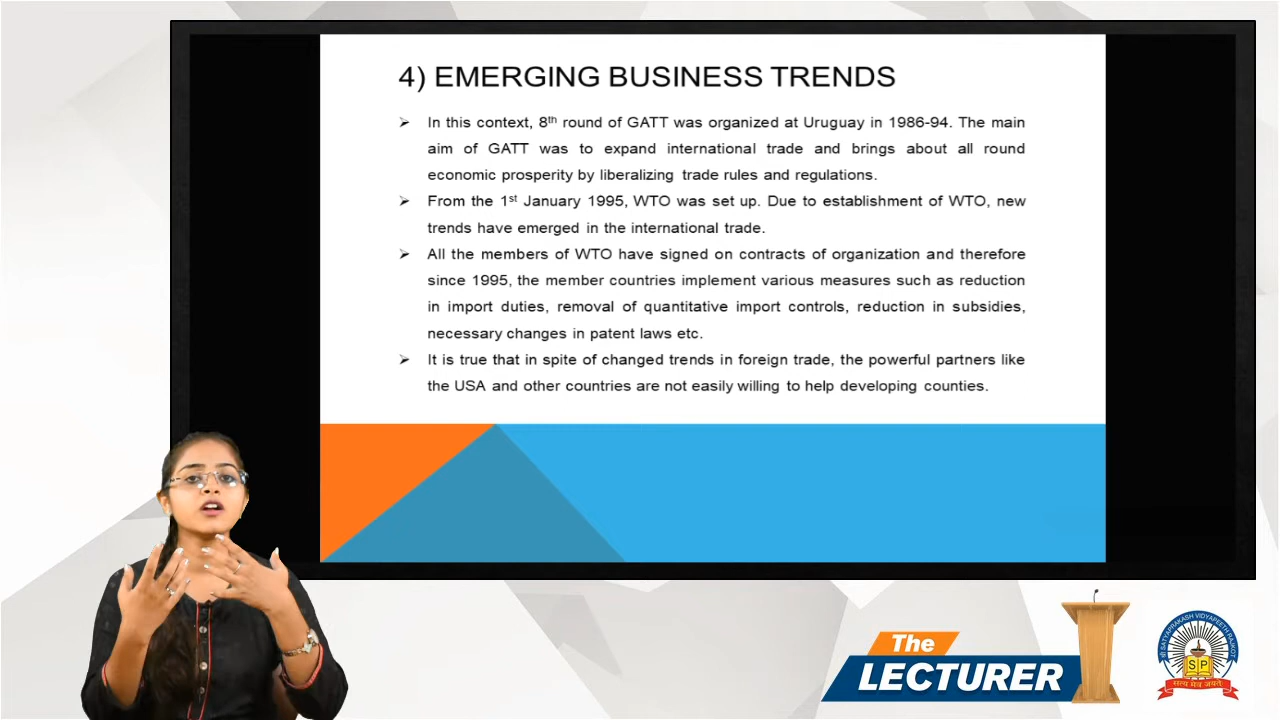 4) EMERGING BUSINESS TRENDS
➢ In this context, 8th round of GATT was organized at Uruguay in 1986-94. The main
aim of GATT was to expand international trade and brings about all round
economic prosperity by liberalizing trade rules and regulations.
➢ From the 1st January 1995, WTO was set up. Due to establishment of WTO, new
trends have emerged in the international trade.
➢ All the members of WTO have signed on contracts of organization and therefore
since 1995, the member countries implement various measures such as reduction
in import duties, removal of quantitative import controls, reduction in subsidies,
necessary changes in patent laws etc.
➢ It is true that in spite of changed trends in foreign trade, the powerful partners like
the USA and other countries are not easily willing to help developing counties.
The
LECTURER
SATYAPRAKASH VIDYAPEETH RAJKOT
S P
सत्य मेव जयते